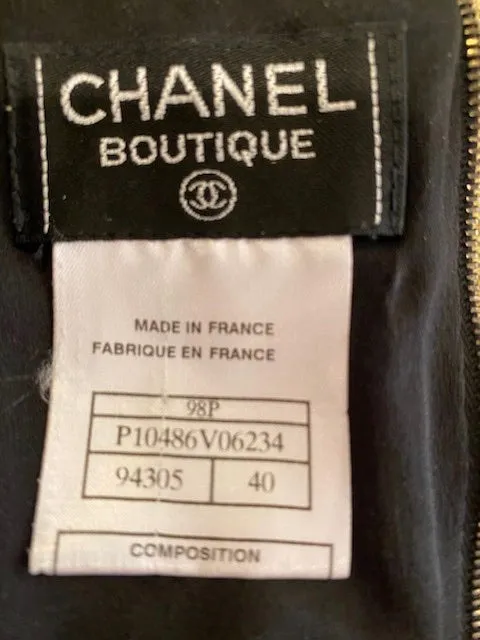 CHANEL
BOUTIQUE
MADE IN FRANCE
FABRIQUE EN FRANCE
98P
P10486V06234
94305 40
COMPOSITION